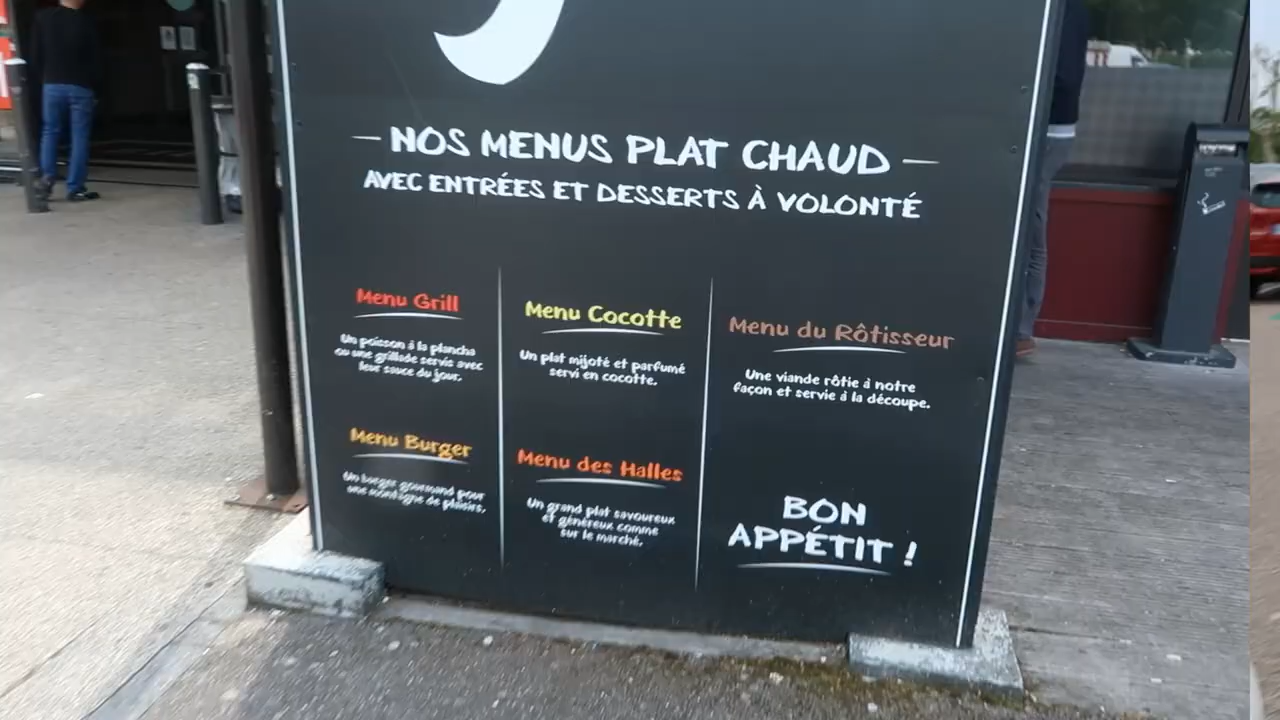 NOS MENUS PLAT CHAUD
AVEC ENTRÉES ET DESSERTS À VOLONTÉ
Menu Grill
Un poisson à la plancha
ou une grillade servis avec
leur sauce du jour.
Menu Burger
Un burger gourmand pour
une montagne de plaisirs.
Menu Cocotte
Un plat mijoté et parfumé
servi en cocotte.
Menu des Halles
Un grand plat savoureux
et généreux comme
sur le marché.
Menu du Rôtisseur
Une viande rôtie à notre
façon et servie à la découpe.
BON
APPÉTIT !